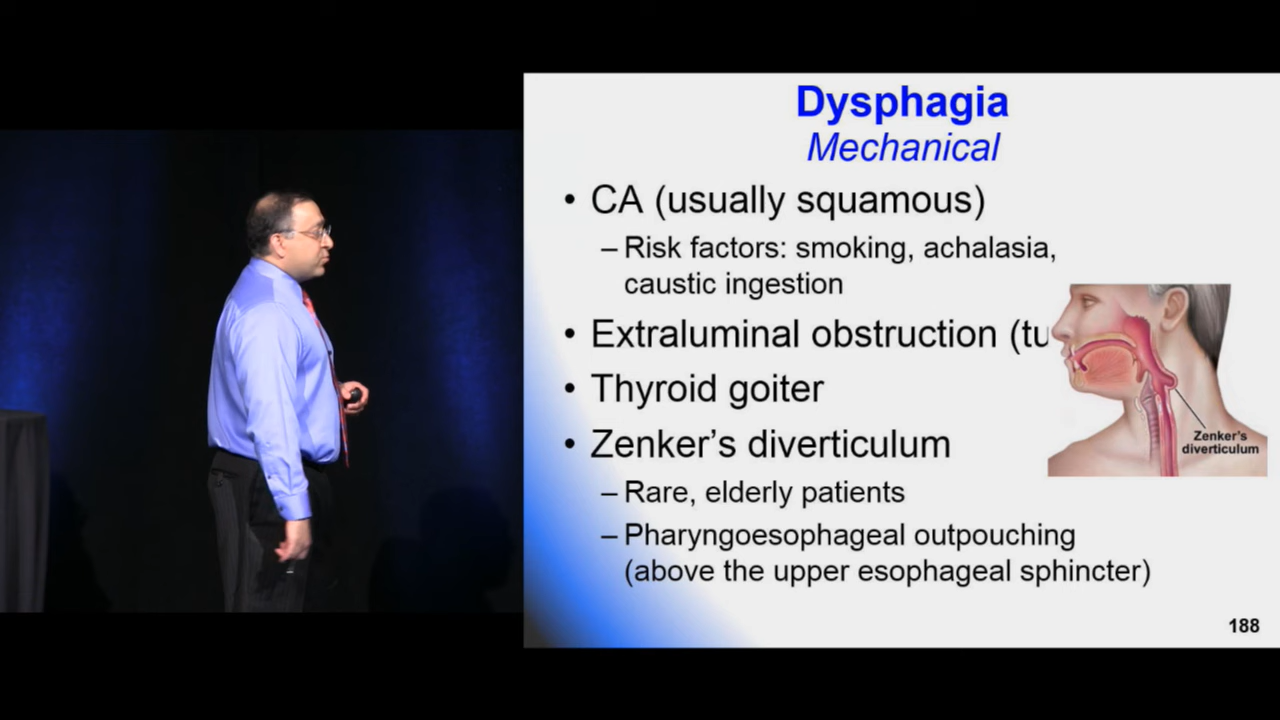 Dysphagia
Mechanical
• CA (usually squamous)
– Risk factors: smoking, achalasia,
caustic ingestion
• Extraluminal obstruction (tu
• Thyroid goiter
• Zenker's diverticulum
– Rare, elderly patients
– Pharyngoesophageal outpouching
(above the upper esophageal sphincter)
Zenker's
diverticulum
188